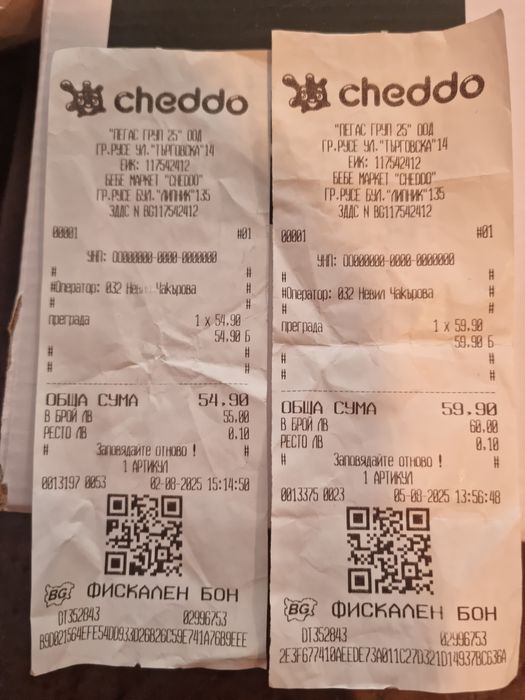 cheddo
"ПЕГАС ГРУП 25" ООД
ГР.РУСЕ УЛ."ТЪРГОВСКА"14
ЕИК: 117542412
БЕБЕ МАРКЕТ "CHEDDO"
ГР.РУСЕ БУЛ."ЛИПНИК"135
ЗДДС N BG117542412
00001 #01
УНП: OO000000-0000-0000000
# #
#Оператор: 032 Невил Чакърова #
# #
преграда 1 x 54.90
54.90 Б
# #
# #
ОБЩА СУМА 54.90
В БРОЙ ЛВ 55.00
РЕСТО ЛВ 0.10
# Заповядайте отново ! #
1 АРТИКУЛ
0013197 0053 02-08-2025 15:14:50
BG ФИСКАЛЕН БОН
DT352843 02996753
B9D021564EFE54DD933D26B26C59E741A76B9EEE
cheddo
"ПЕГАС ГРУП 25" ООД
ГР.РУСЕ УЛ."ТЪРГОВСКА"14
ЕИК: 117542412
БЕБЕ МАРКЕТ "CHEDDO"
ГР.РУСЕ БУЛ."ЛИПНИК"135
ЗДДС N BG117542412
00001 #01
УНП: OO000000-0000-0000000
# #
#Оператор: 032 Невил Чакърова #
# #
преграда 1 x 59.90
59.90 Б
# #
# #
ОБЩА СУМА 59.90
В БРОЙ ЛВ 60.00
РЕСТО ЛВ 0.10
# Заповядайте отново ! #
1 АРТИКУЛ
0013375 0023 05-08-2025 13:56:48
BG ФИСКАЛЕН БОН
DT352843 02996753
2E3F677410AEEDE73A011C27D321D14937BC636A